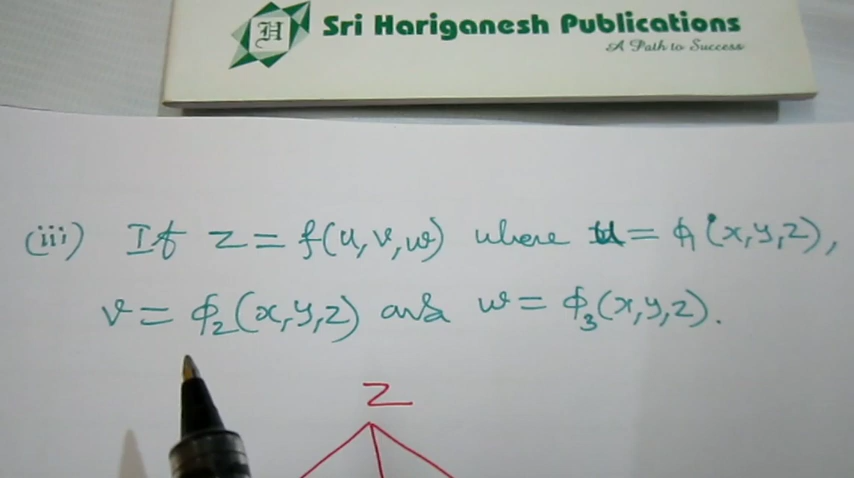 H
Sri Hariganesh Publications
A Path to Success
(iii) If z = f(u, v, w) where u = ϕ₁(x, y, z),
v = ϕ₂(x, y, z) and w = ϕ₃(x, y, z).
Z